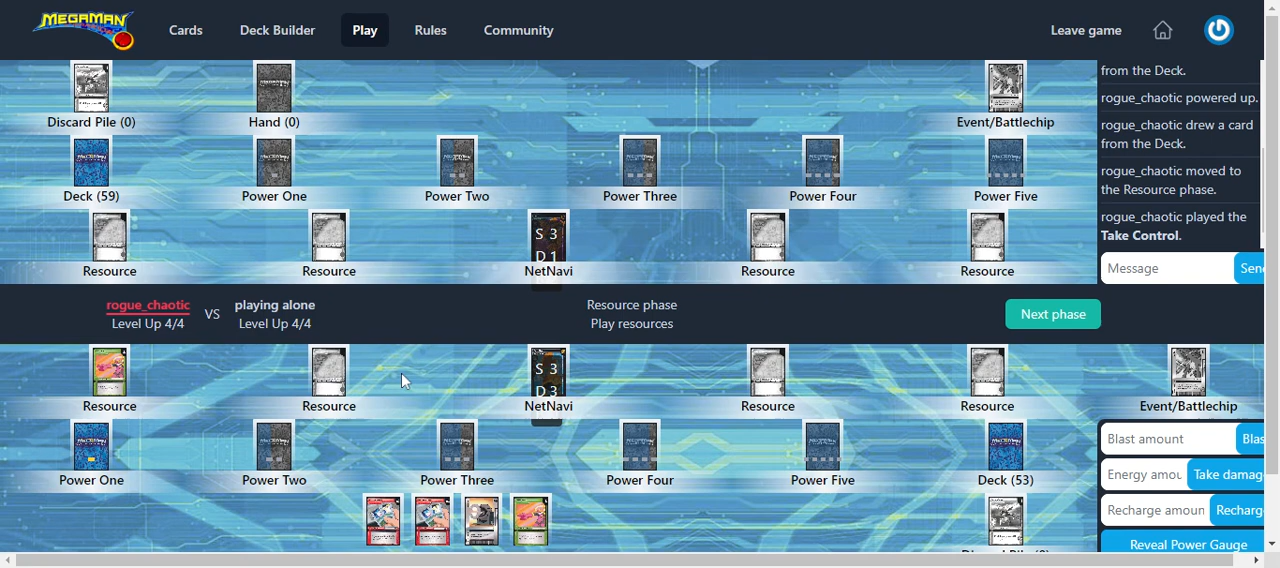 MEGAMAN
Cards
Deck Builder
Play
Rules
Community
Leave game
from the Deck.
rogue_chaotic powered up.
rogue_chaotic drew a card
from the Deck.
rogue_chaotic moved to
the Resource phase.
rogue_chaotic played the
Take Control.
Message
Send
Discard Pile (0)
Hand (0)
Event/Battlechip
Deck (59)
Power One
Power Two
Power Three
Power Four
Power Five
S 3
D 1
Resource
Resource
NetNavi
Resource
Resource
rogue_chaotic
Level Up 4/4
VS
playing alone
Level Up 4/4
Resource phase
Play resources
Next phase
S 3
D 3
Resource
Resource
NetNavi
Resource
Resource
Event/Battlechip
Power One
Power Two
Power Three
Power Four
Power Five
Deck (53)
Blast amount
Blas
Energy amou
Take damag
Recharge amoun
Recharg
Reveal Power Gauge
Discard Pile (0)